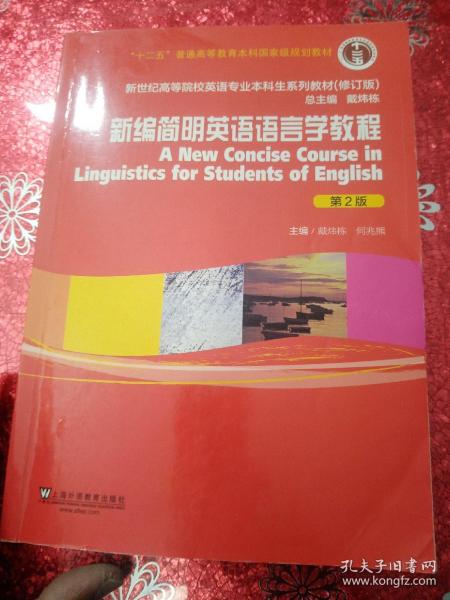 "十二五"普通高等教育本科国家级规划教材
新世纪高等院校英语专业本科生系列教材(修订版)
总主编 戴炜栋
新编简明英语语言学教程
A New Concise Course in
Linguistics for Students of English
第2版
主编/戴炜栋 何兆熊
上海外语教育出版社
www.sflep.com
孔夫子旧书网
www.kongfz.com